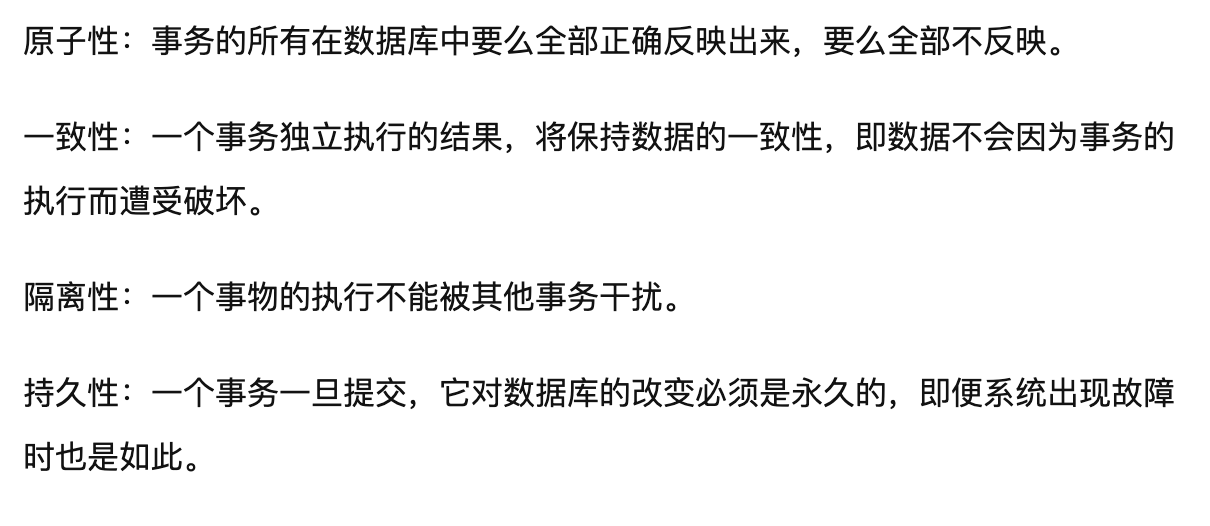 原子性：事务的所有在数据库中要么全部正确反映出来，要么全部不反映。
一致性：一个事务独立执行的结果，将保持数据的一致性，即数据不会因为事务的
执行而遭受破坏。
隔离性：一个事物的执行不能被其他事务干扰。
持久性：一个事务一旦提交，它对数据库的改变必须是永久的，即便系统出现故障
时也是如此。